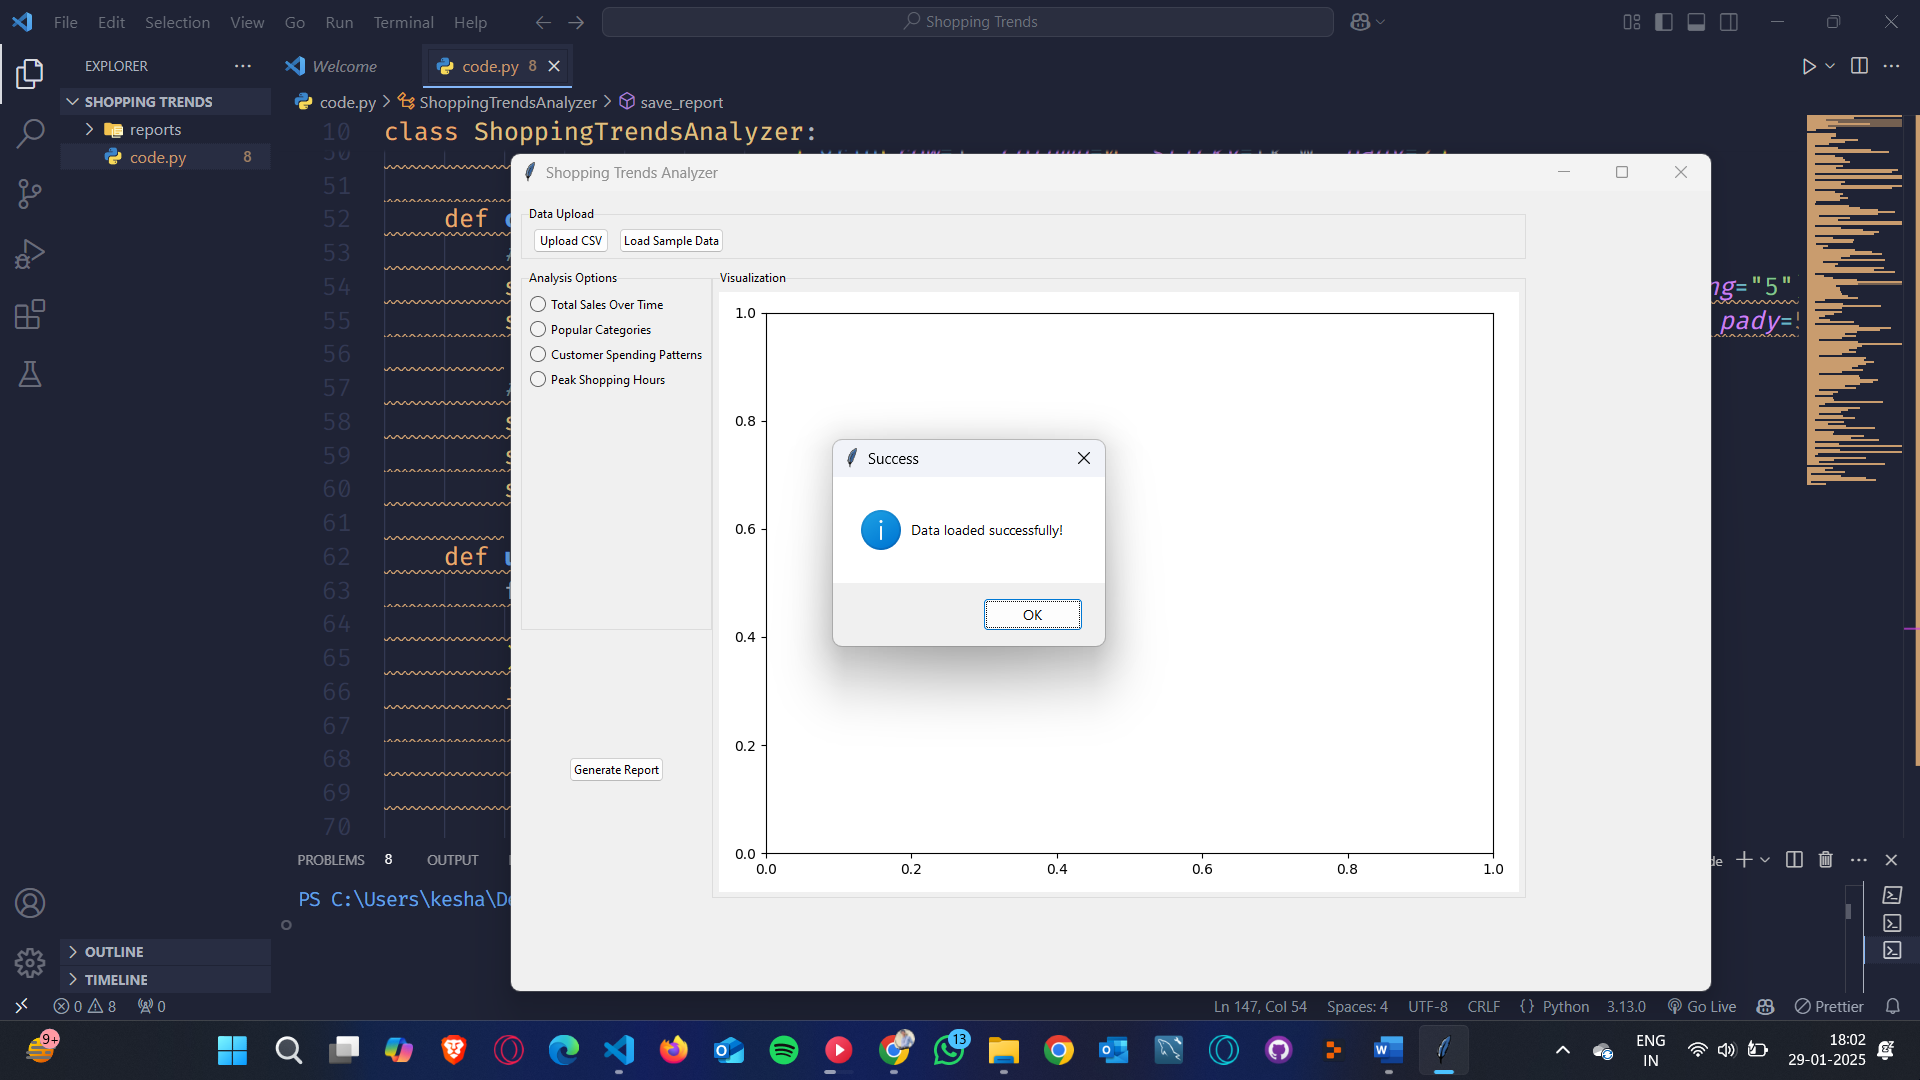 File Edit Selection View Go Run Terminal Help
Shopping Trends
EXPLORER
Welcome
code.py 8
SHOPPING TRENDS
reports
code.py 8
code.py > ShoppingTrendsAnalyzer > save_report
10 class ShoppingTrendsAnalyzer:
51
52 def
53
54
ng="5"
55
pady=
56
57
58
59
60
61
62 def
63
64
65
66
67
68
69
70
Shopping Trends Analyzer
Data Upload
Upload CSV
Load Sample Data
Analysis Options
Total Sales Over Time
Popular Categories
Customer Spending Patterns
Peak Shopping Hours
Generate Report
Visualization
1.0
0.8
0.6
0.4
0.2
0.0
0.0 0.2 0.4 0.6 0.8 1.0
Success
Data loaded successfully!
OK
PROBLEMS 8 OUTPUT
PS C:\Users\kesha\D
OUTLINE
TIMELINE
0 8 0
Ln 147, Col 54 Spaces: 4 UTF-8 CRLF {} Python 3.13.0 Go Live Prettier
9+
13
ENG
IN
18:02
29-01-2025